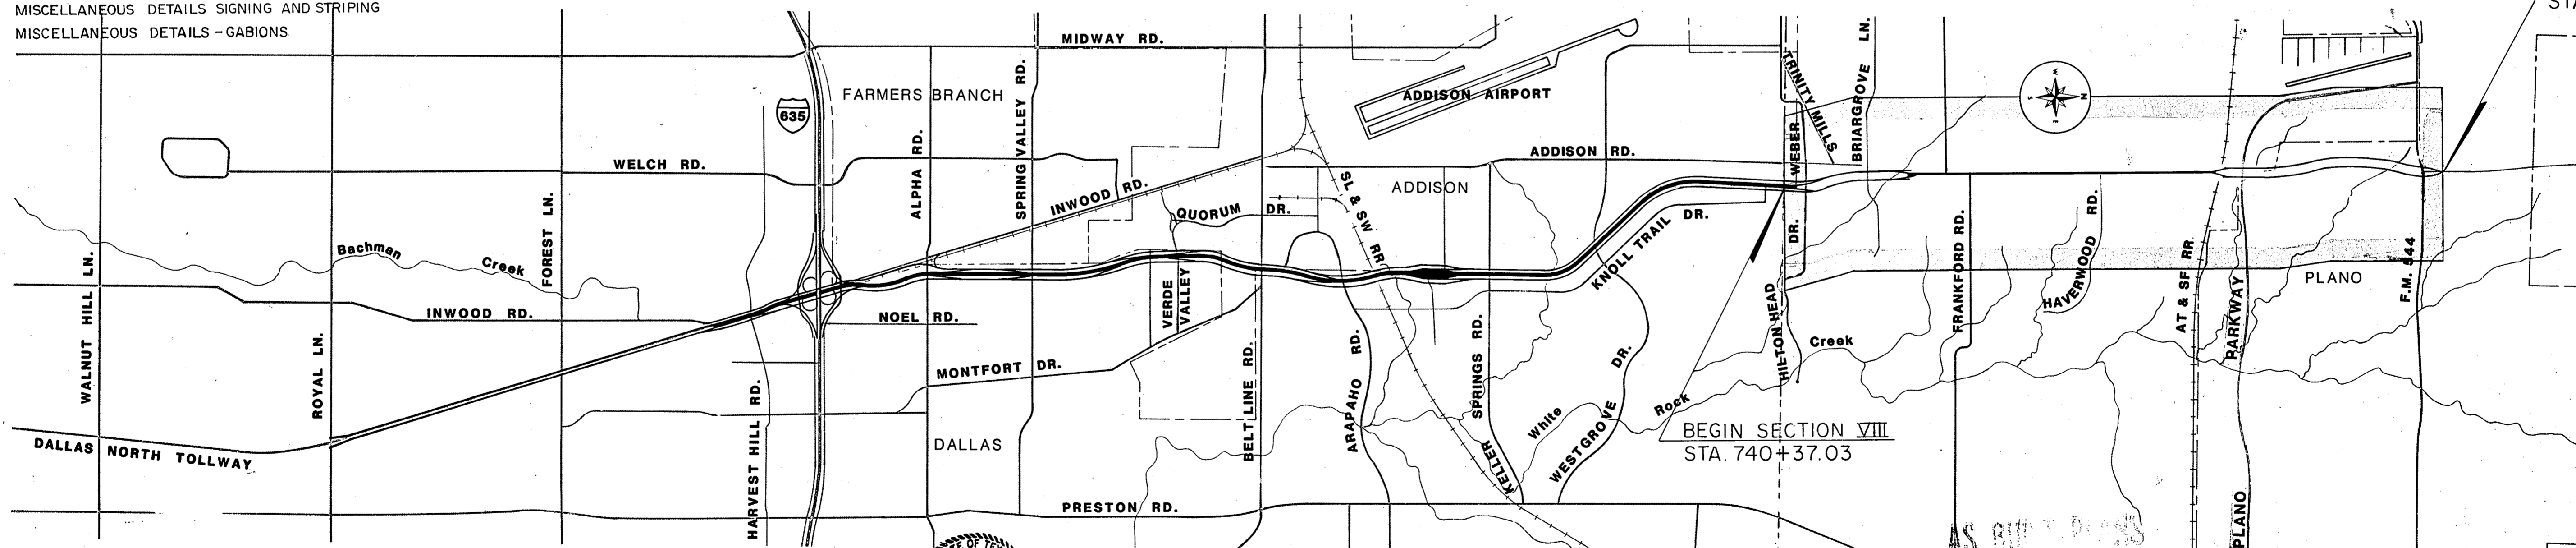 MISCELLANEOUS DETAILS SIGNING AND STRIPING
MISCELLANEOUS DETAILS - GABIONS
STA
MIDWAY RD.
FARMERS BRANCH
635
WELCH RD.
ALPHA RD.
SPRING VALLEY RD.
INWOOD RD.
QUORUM DR.
ADDISON AIRPORT
ADDISON RD.
ADDISON
SL & SW RR
TRINITY MILLS
BRIARGROVE LN.
WEBER DR.
KNOLL TRAIL DR.
Bachman Creek
WALNUT HILL LN.
ROYAL LN.
FOREST LN.
INWOOD RD.
NOEL RD.
MONTFORT DR.
VERDE VALLEY
BELT LINE RD.
ARAPAHO RD.
KELLER SPRINGS RD.
WESTGROVE DR.
White Rock Creek
HILTON HEAD
FRANKFORD RD.
HAVERWOOD RD.
AT & SF RR
PLANO PARKWAY
F.M. 544
PLANO
HARVEST HILL RD.
DALLAS
DALLAS NORTH TOLLWAY
PRESTON RD.
BEGIN SECTION VIII
STA. 740+37.03
AS BUILT PLANS